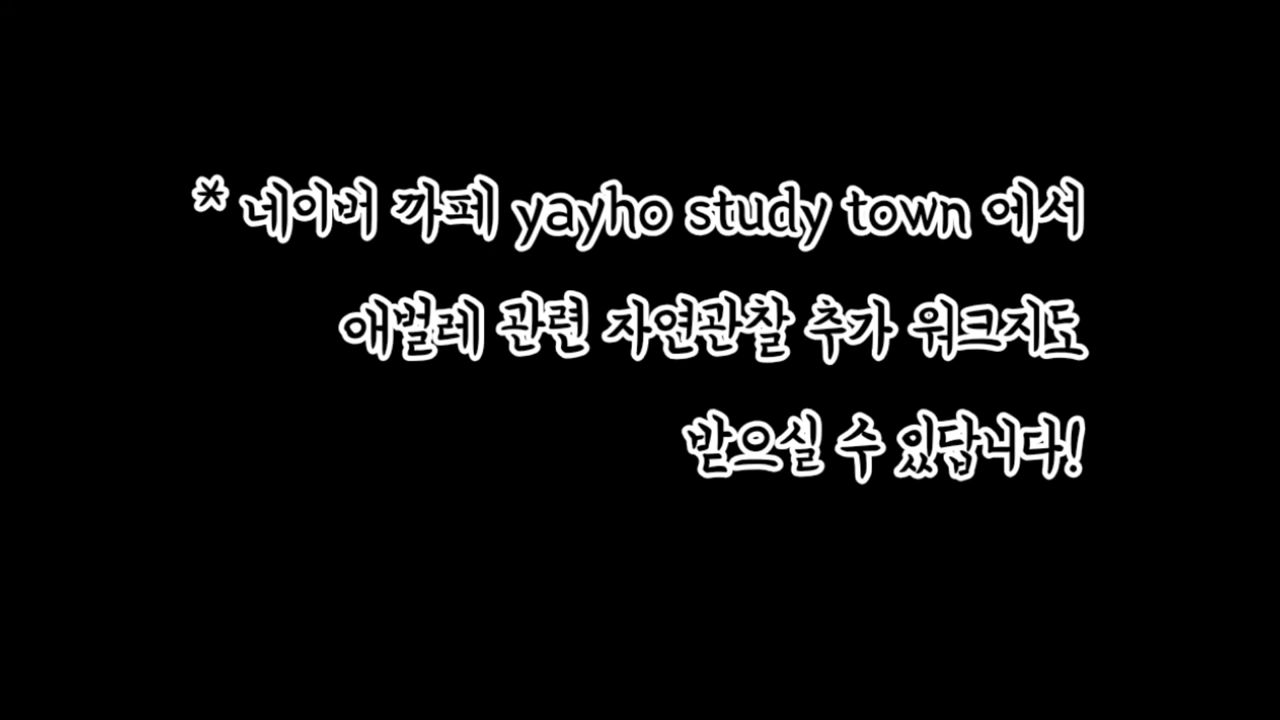 * 네이버 까페 yayho study town 에서
애벌레 관련 자연관찰 추가 워크지도
받으실 수 있답니다!